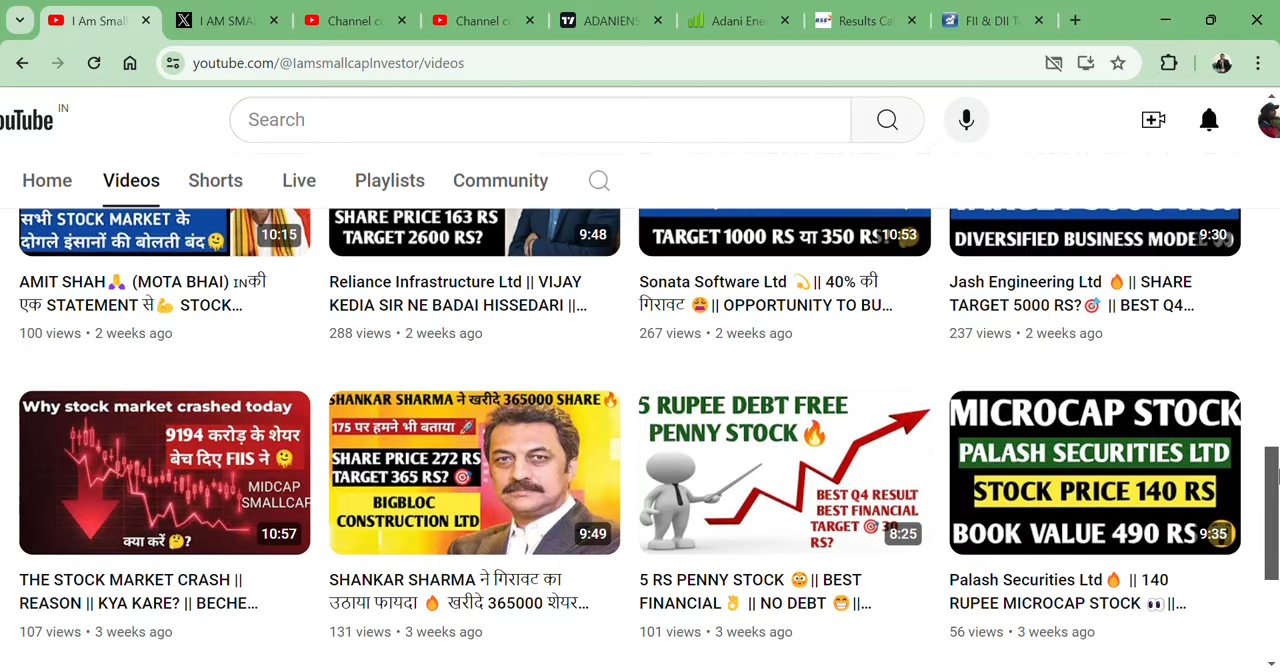 I Am Small
I AM SMA
Channel c
Channel c
ADANIENS
Adani Ene
BSE
Results Ca
FII & DII T
youtube.com/@IamsmallcapInvestor/videos
ouTube IN
Search
Home Videos Shorts Live Playlists Community
सभी STOCK MARKET के
दोगले इंसानों की बोलती बंद
10:15
SHARE PRICE 163 RS
TARGET 2600 RS?
9:48
TARGET 1000 RS या 350 RS
10:53
DIVERSIFIED BUSINESS MODE
9:30
AMIT SHAH🙏 (MOTA BHAI) ɪɴकी
एक STATEMENT से💪 STOCK...
100 views • 2 weeks ago
Reliance Infrastructure Ltd || VIJAY
KEDIA SIR NE BADAI HISSEDARI ||...
288 views • 2 weeks ago
Sonata Software Ltd 💫|| 40% की
गिरावट 😩|| OPPORTUNITY TO BU...
267 views • 2 weeks ago
Jash Engineering Ltd 🔥|| SHARE
TARGET 5000 RS?🎯 || BEST Q4...
237 views • 2 weeks ago
Why stock market crashed today
9194 करोड़ के शेयर
बेच दिए FIIS ने
MIDCAP
SMALLCAP
क्या करें 🤔?
10:57
SHANKAR SHARMA ने खरीदे 365000 SHARE🔥
175 पर हमने भी बताया 🚀
SHARE PRICE 272 RS
TARGET 365 RS? 🎯
BIGBLOC
CONSTRUCTION LTD
9:49
5 RUPEE DEBT FREE
PENNY STOCK🔥
BEST Q4 RESULT
BEST FINANCIAL
TARGET 🎯 30
RS?
8:25
MICROCAP STOCK
PALASH SECURITIES LTD
STOCK PRICE 140 RS
BOOK VALUE 490 RS
9:35
THE STOCK MARKET CRASH ||
REASON || KYA KARE? || BECHE...
107 views • 3 weeks ago
SHANKAR SHARMA ने गिरावट का
उठाया फायदा 🔥 खरीदे 365000 शेयर...
131 views • 3 weeks ago
5 RS PENNY STOCK 😳|| BEST
FINANCIAL👌 || NO DEBT 😁||...
101 views • 3 weeks ago
Palash Securities Ltd🔥 || 140
RUPEE MICROCAP STOCK 👀||...
56 views • 3 weeks ago